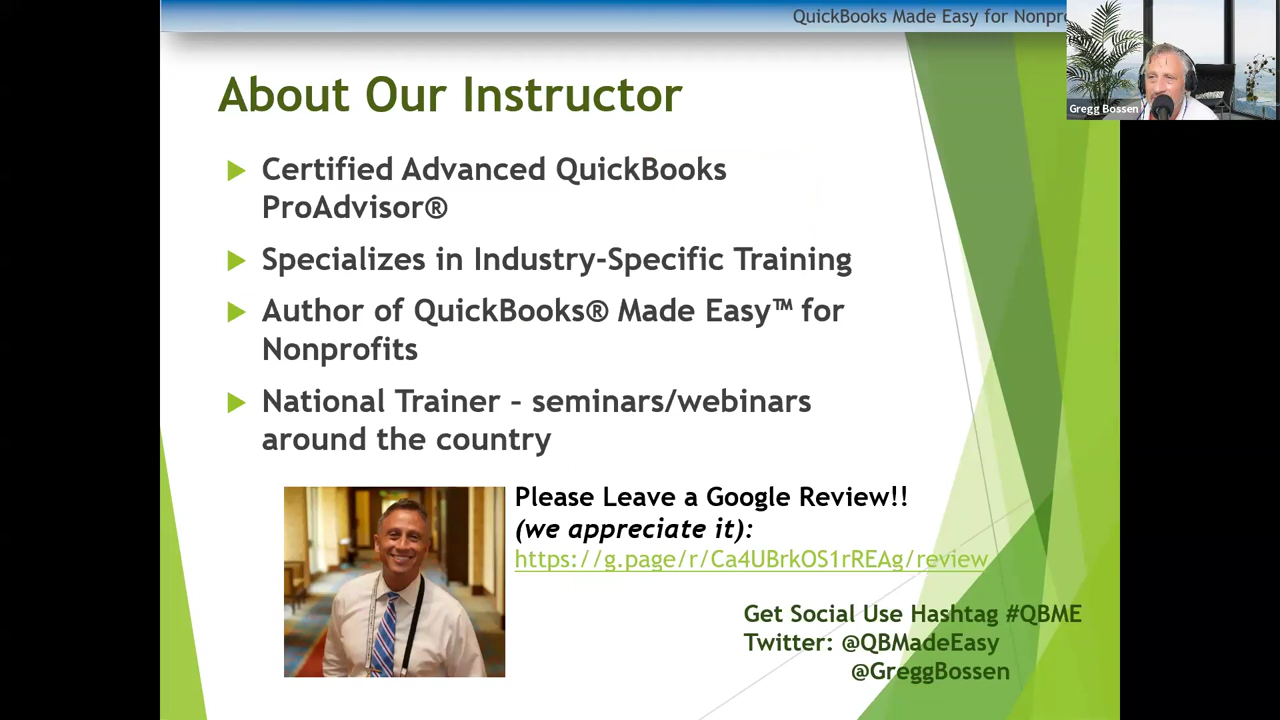 QuickBooks Made Easy for Nonpro
Gregg Bossen
About Our Instructor
Certified Advanced QuickBooks
ProAdvisor®
Specializes in Industry-Specific Training
Author of QuickBooks® Made Easy™ for
Nonprofits
National Trainer – seminars/webinars
around the country
Please Leave a Google Review!!
(we appreciate it):
https://g.page/r/Ca4UBrkOS1rREAg/review
Get Social Use Hashtag #QBME
Twitter: @QBMadeEasy
@GreggBossen